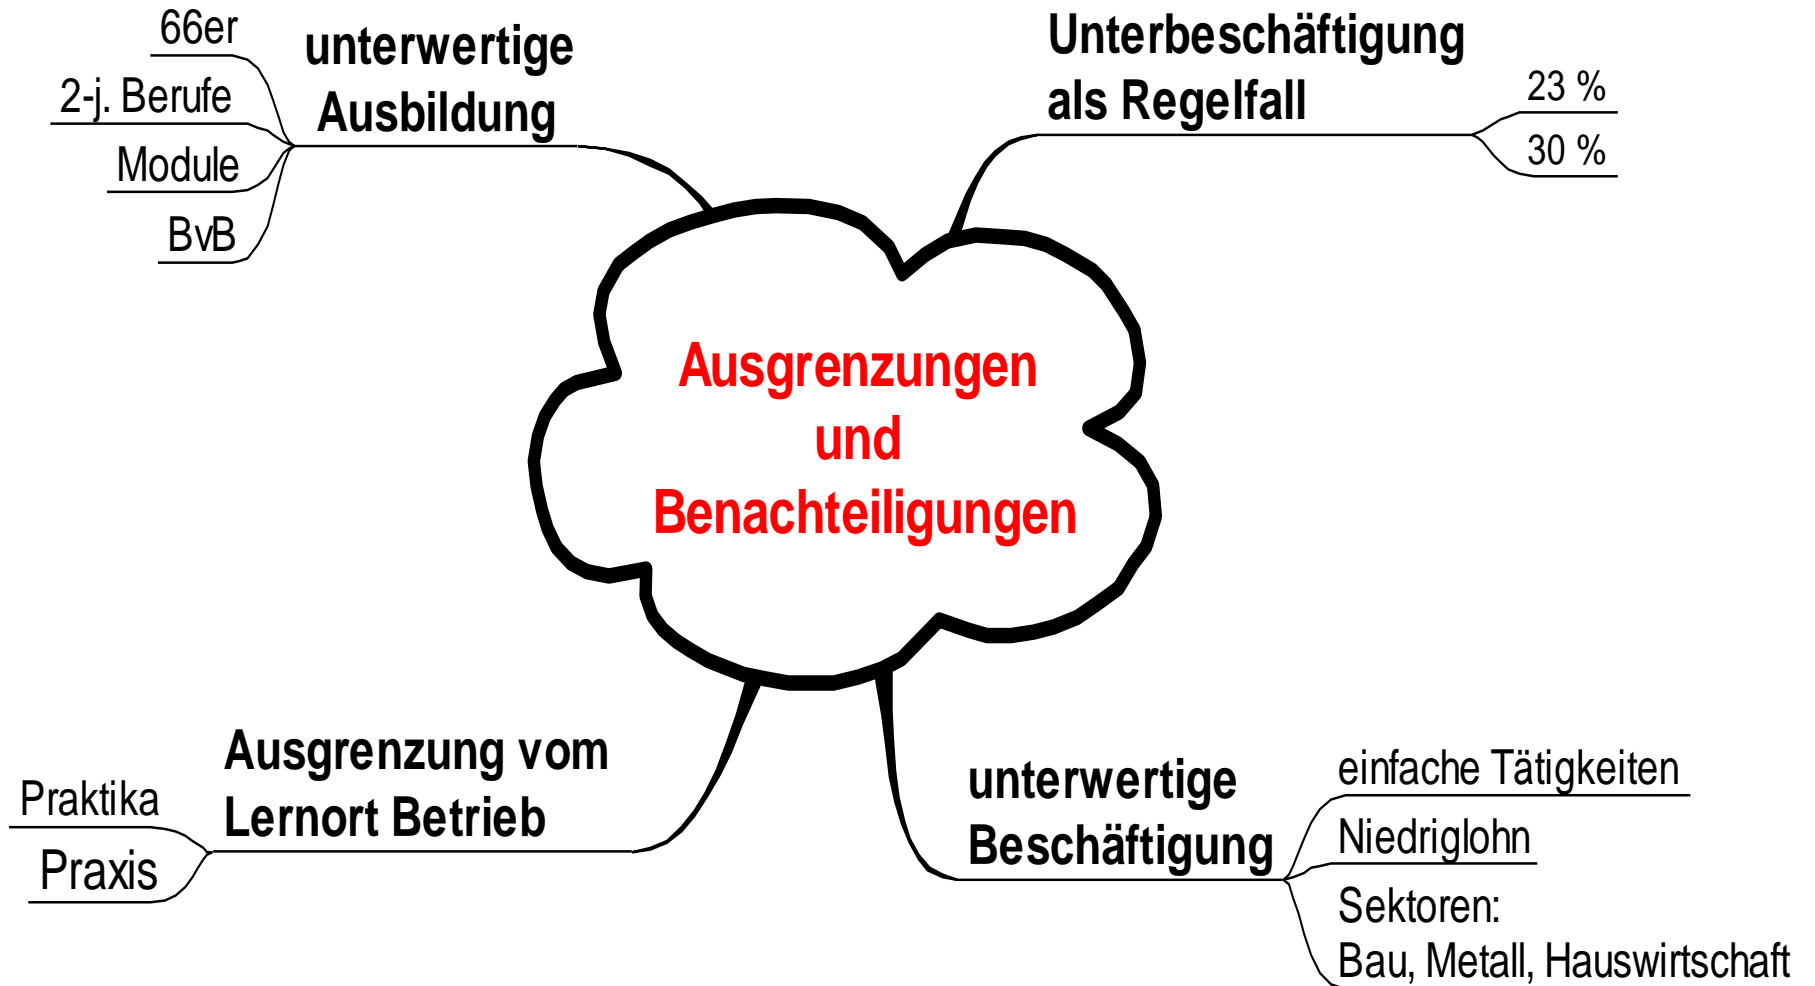 66er
2-j. Berufe
Module
BvB
unterwertige
Ausbildung
Unterbeschäftigung
als Regelfall
23 %
30 %
Ausgrenzungen
und
Benachteiligungen
Praktika
Praxis
Ausgrenzung vom
Lernort Betrieb
unterwertige
Beschäftigung
einfache Tätigkeiten
Niedriglohn
Sektoren:
Bau, Metall, Hauswirtschaft